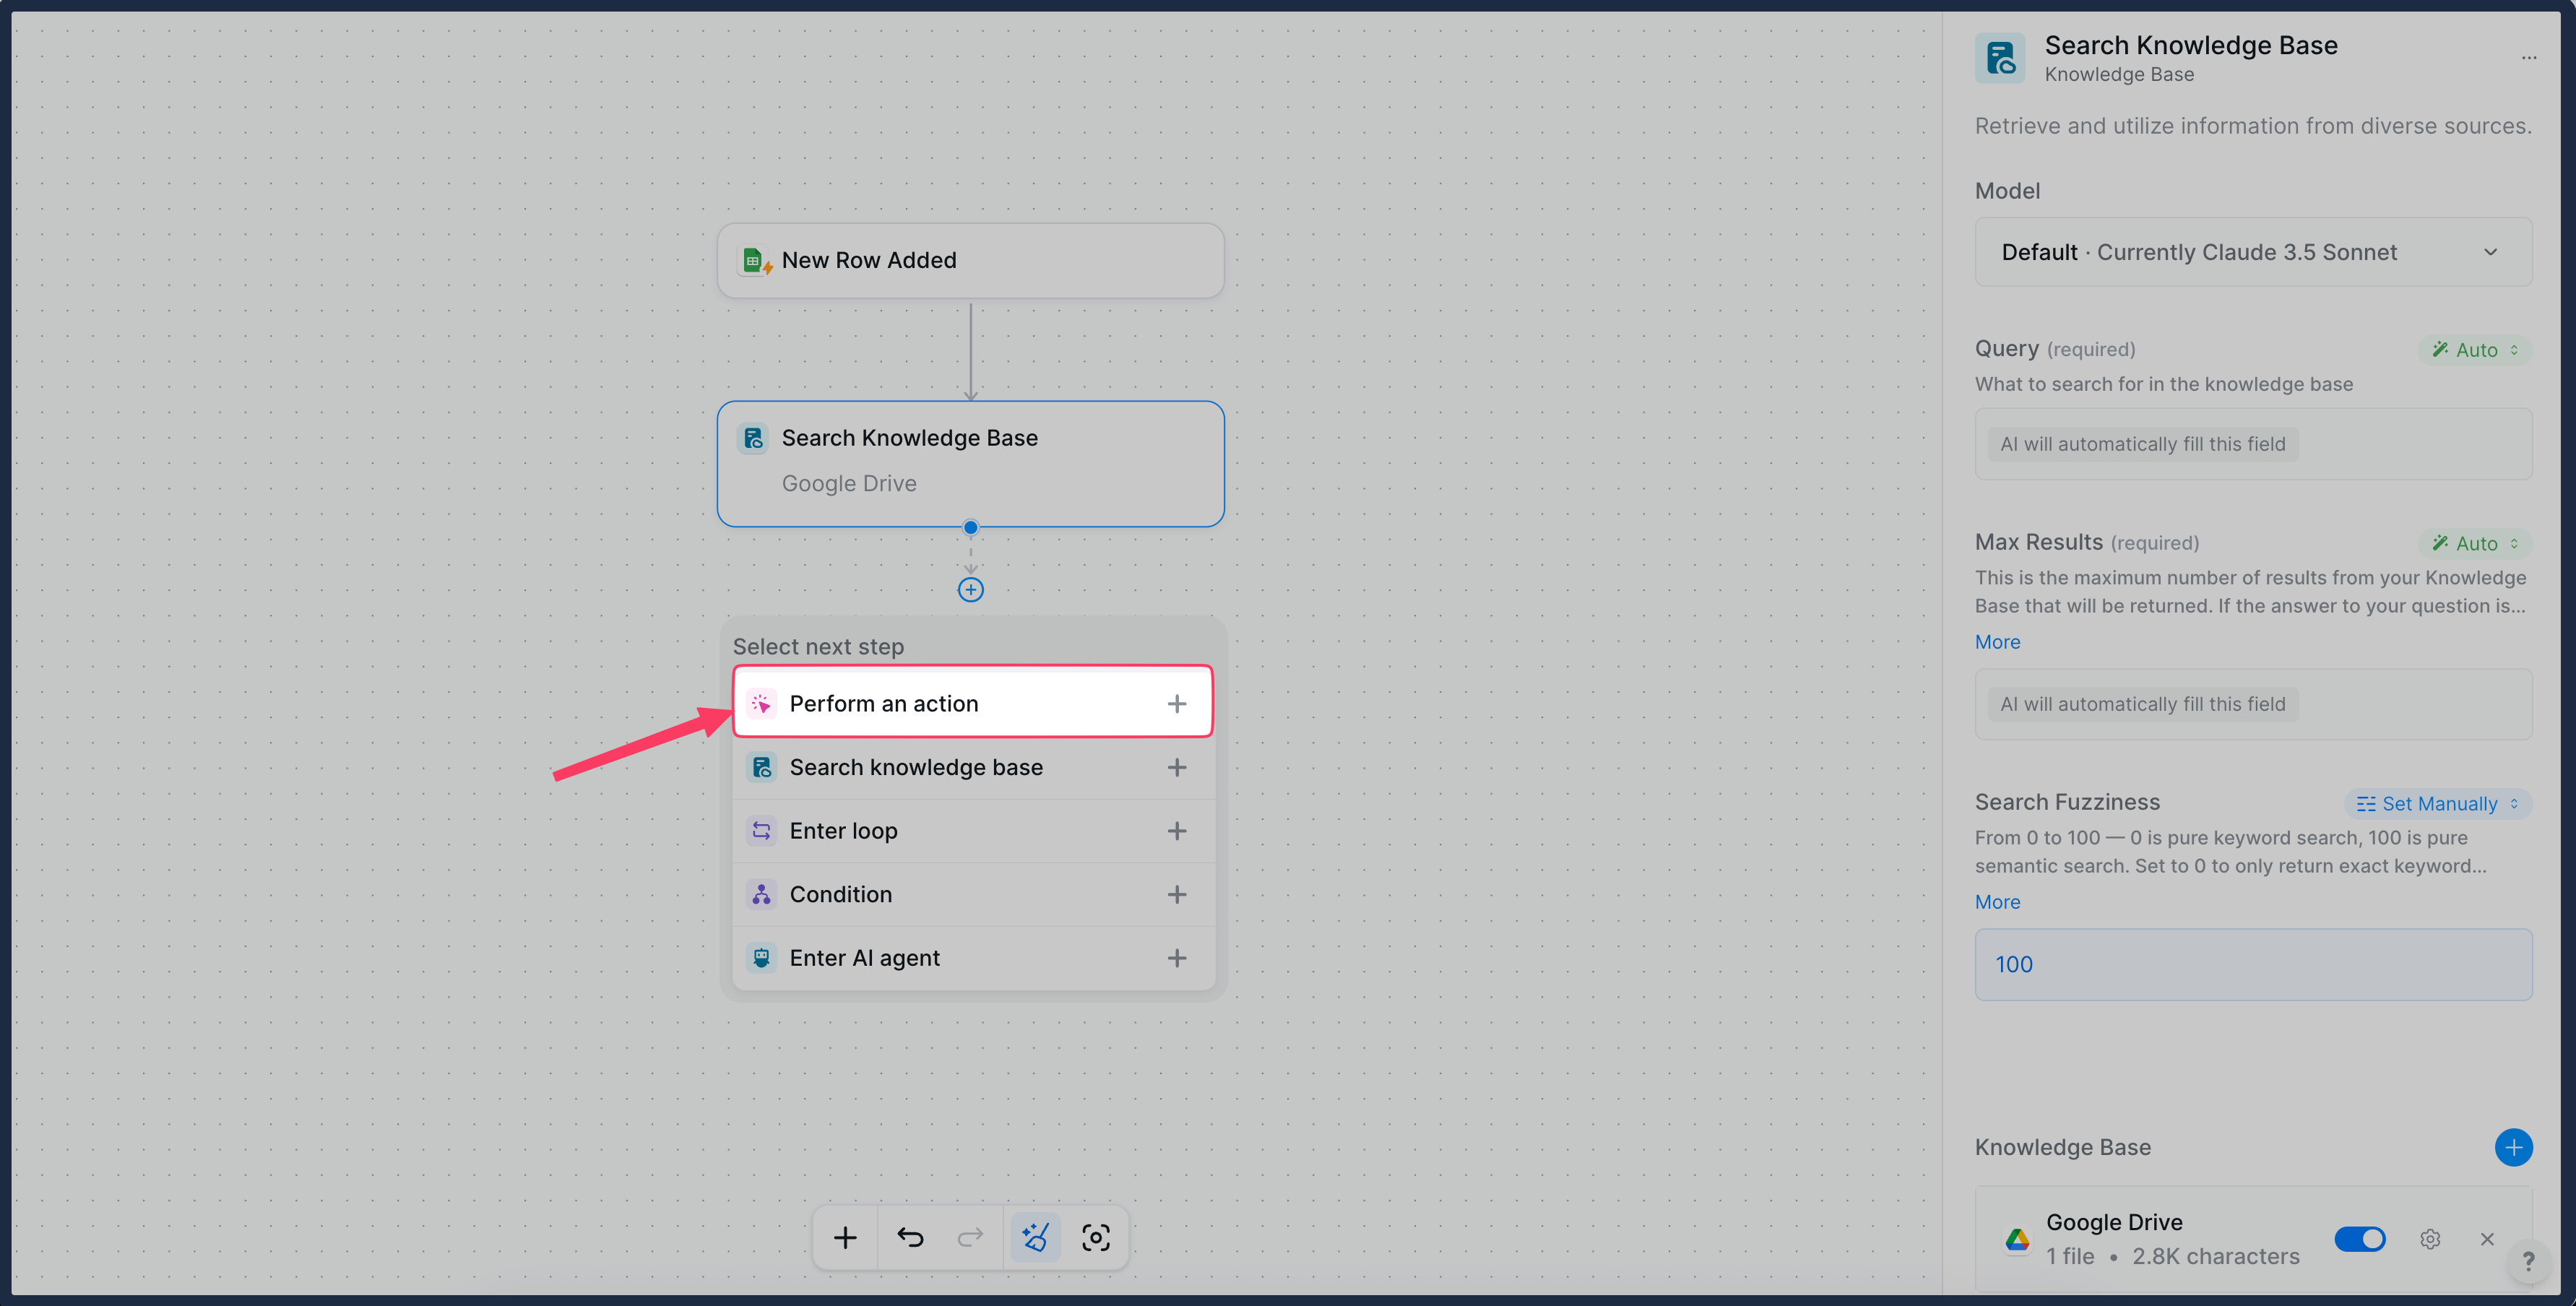 New Row Added
Search Knowledge Base
Google Drive
Select next step
Perform an action
Search knowledge base
Enter loop
Condition
Enter AI agent
Search Knowledge Base
Knowledge Base
Retrieve and utilize information from diverse sources.
Model
Default · Currently Claude 3.5 Sonnet
Query (required)
Auto
What to search for in the knowledge base
AI will automatically fill this field
Max Results (required)
Auto
This is the maximum number of results from your Knowledge
Base that will be returned. If the answer to your question is...
More
AI will automatically fill this field
Search Fuzziness
Set Manually
From 0 to 100 — 0 is pure keyword search, 100 is pure
semantic search. Set to 0 to only return exact keyword...
More
100
Knowledge Base
Google Drive
1 file • 2.8K characters
?